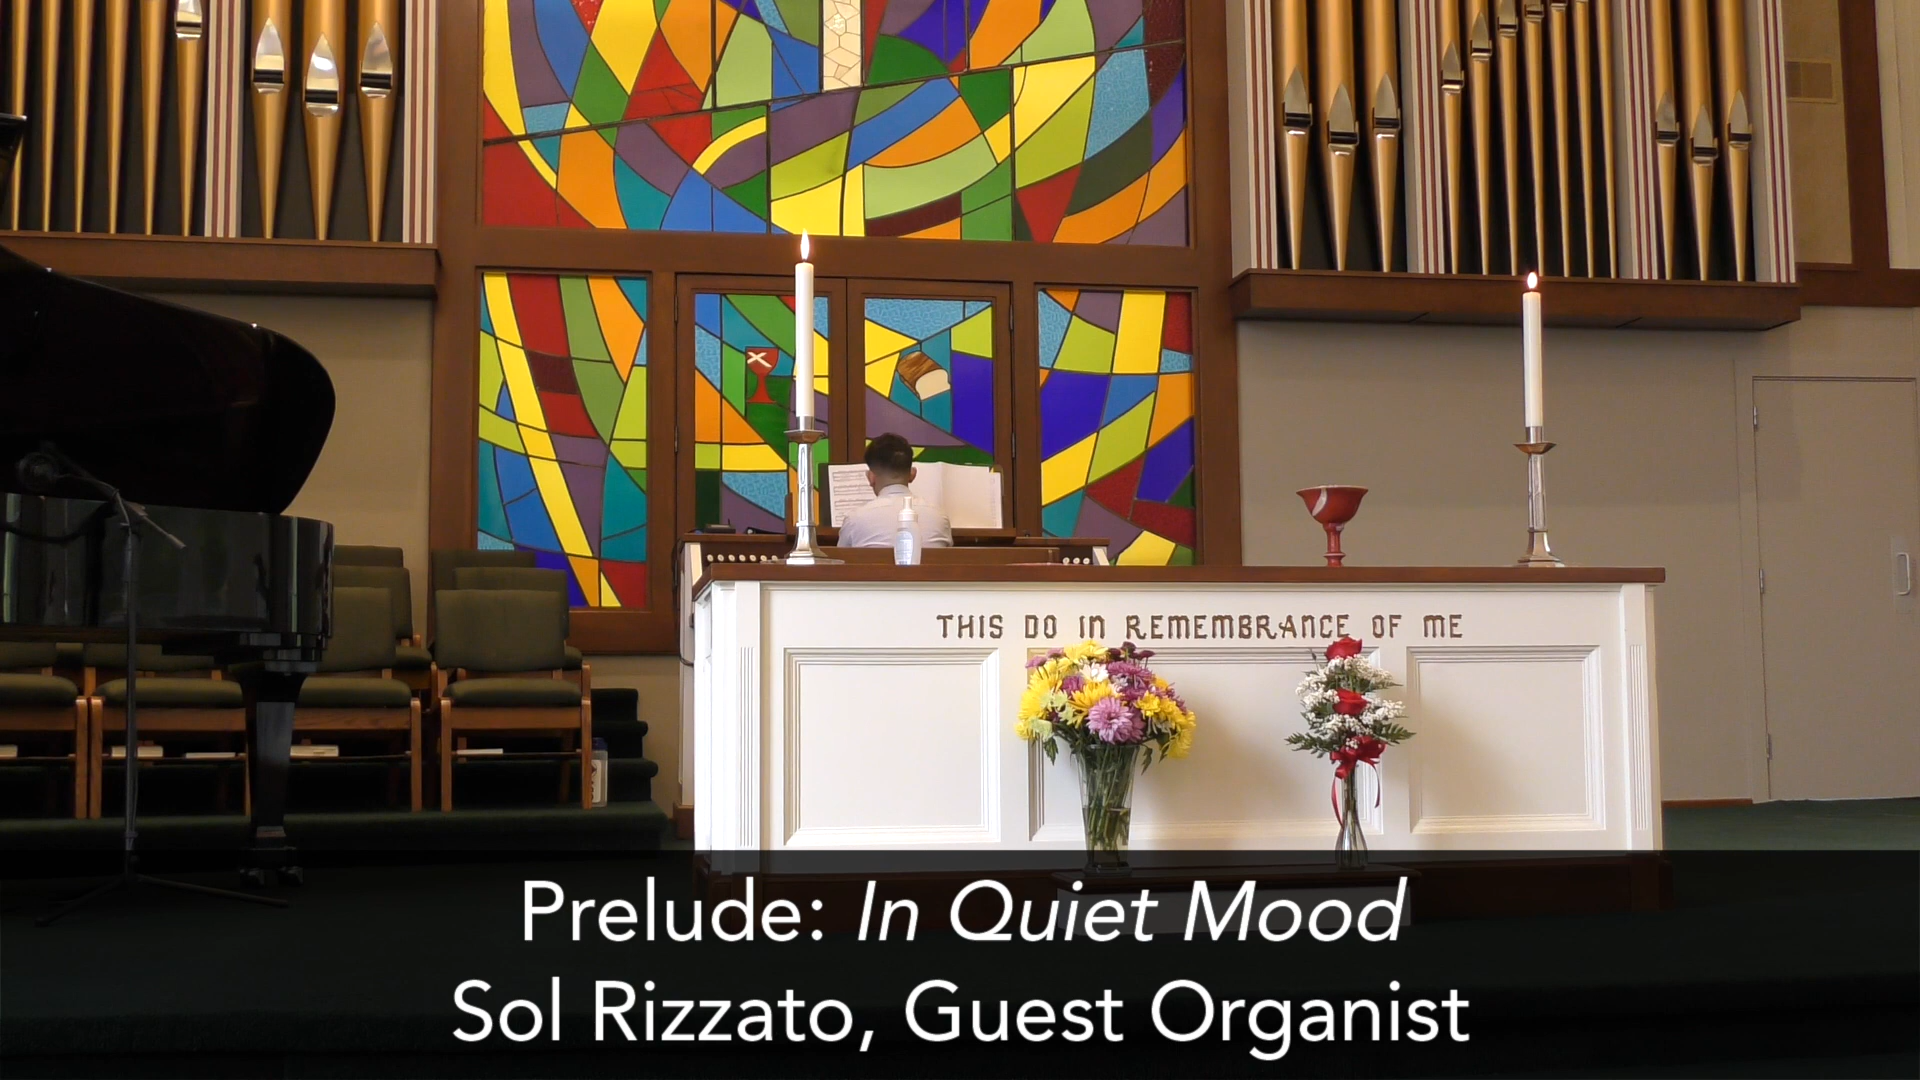 THIS DO IN REMEMBRANCE OF ME
Prelude: In Quiet Mood
Sol Rizzato, Guest Organist